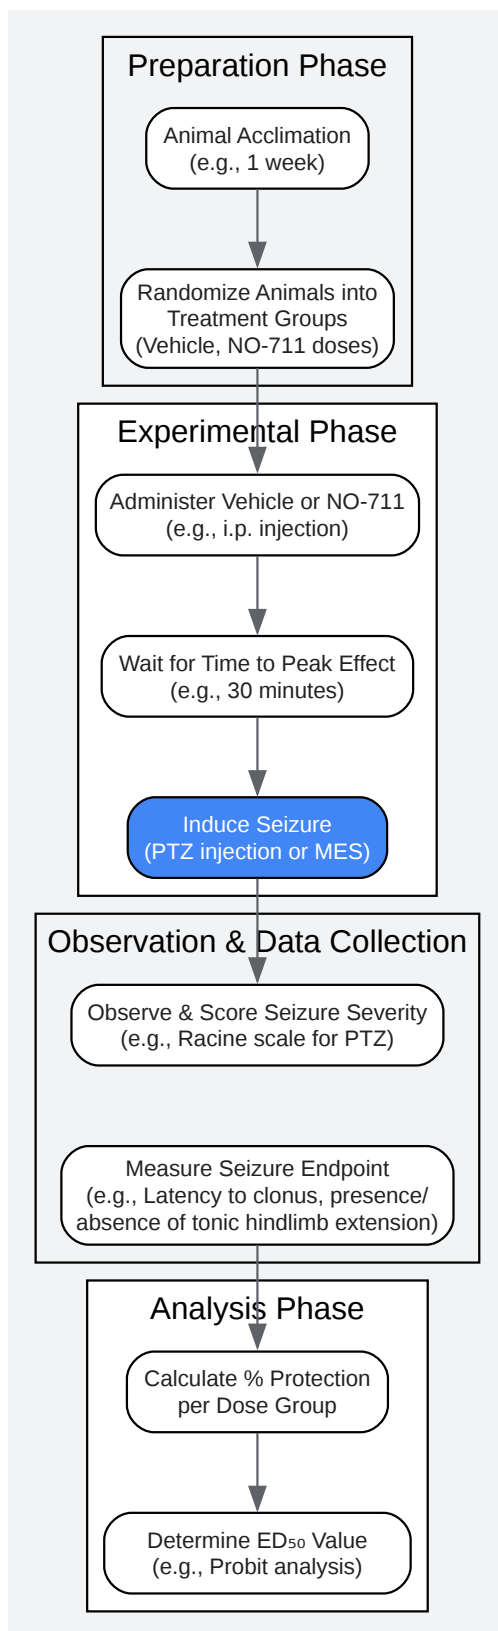 Preparation Phase
Animal Acclimation
(e.g., 1 week)
Randomize Animals into
Treatment Groups
(Vehicle, NO-711 doses)
Experimental Phase
Administer Vehicle or NO-711
(e.g., i.p. injection)
Wait for Time to Peak Effect
(e.g., 30 minutes)
Induce Seizure
(PTZ injection or MES)
Observation & Data Collection
Observe & Score Seizure Severity
(e.g., Racine scale for PTZ)
Measure Seizure Endpoint
(e.g., Latency to clonus, presence/
absence of tonic hindlimb extension)
Analysis Phase
Calculate % Protection
per Dose Group
Determine ED₅₀ Value
(e.g., Probit analysis)